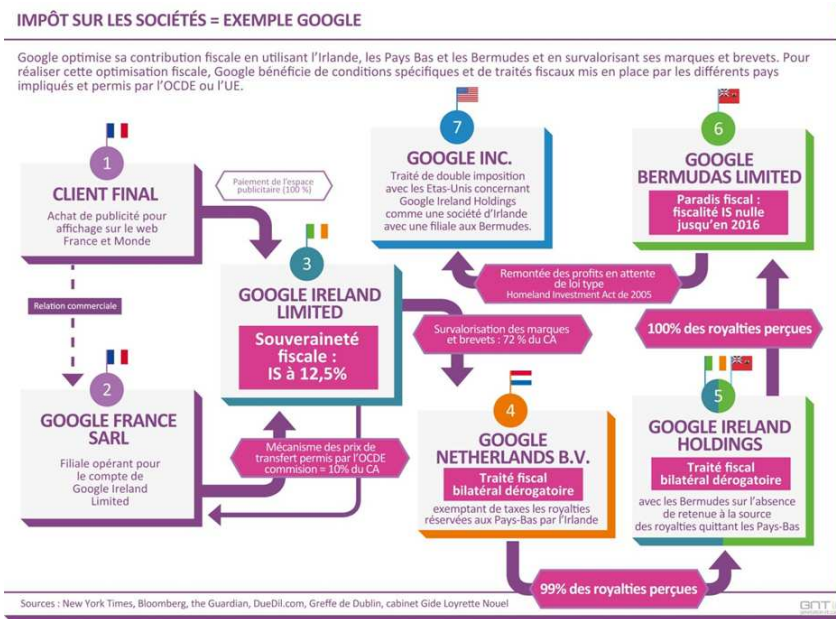 IMPÔT SUR LES SOCIÉTÉS = EXEMPLE GOOGLE
Google optimise sa contribution fiscale en utilisant l'Irlande, les Pays Bas et les Bermudes et en survalorisant ses marques et brevets. Pour
réaliser cette optimisation fiscale, Google bénéficie de conditions spécifiques et de traités fiscaux mis en place par les différents pays
impliqués et permis par l'OCDE ou l'UE.
1
CLIENT FINAL
Achat de publicité pour
affichage sur le web
France et Monde
Paiement de l'espace
publicitaire (100 %)
Relation commerciale
2
GOOGLE FRANCE
SARL
Filiale opérant pour
le compte de
Google Ireland
Limited
3
GOOGLE IRELAND
LIMITED
Souveraineté
fiscale :
IS à 12,5%
Mécanisme des prix de
transfert permis par l'OCDE
commision = 10% du CA
Survalorisation des marques
et brevets : 72 % du CA
4
GOOGLE
NETHERLANDS B.V.
Traité fiscal
bilatéral dérogatoire
exemptant de taxes les royalties
réservées aux Pays-Bas par l'Irlande
99% des royalties perçues
5
GOOGLE IRELAND
HOLDINGS
Traité fiscal
bilatéral dérogatoire
avec les Bermudes sur l'absence
de retenue à la source
des royalties quittant les Pays-Bas
100% des royalties perçues
6
GOOGLE
BERMUDAS LIMITED
Paradis fiscal :
fiscalité IS nulle
jusqu'en 2016
Remontée des profits en attente
de loi type
Homeland Investment Act de 2005
7
GOOGLE INC.
Traité de double imposition
avec les Etats-Unis concernant
Google Ireland Holdings
comme une société d'Irlande
avec une filiale aux Bermudes.
Sources : New York Times, Bloomberg, the Guardian, DueDil.com, Greffe de Dublin, cabinet Gide Loyrette Nouel
GNT